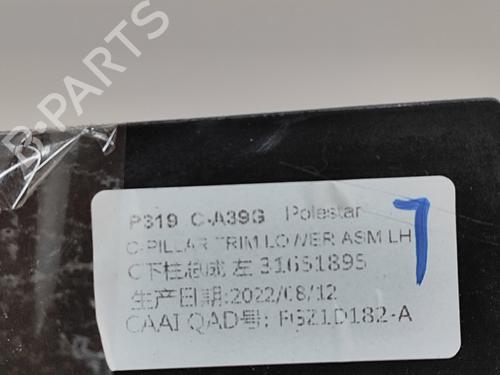 B-PARTS
P319 C-A39G Polestar
C-PILLAR TRIM LOWER ASM LH
C下柱总成 左 31651895
生产日期:2022/08/12
CAAI QAD号: PGZ1D182-A